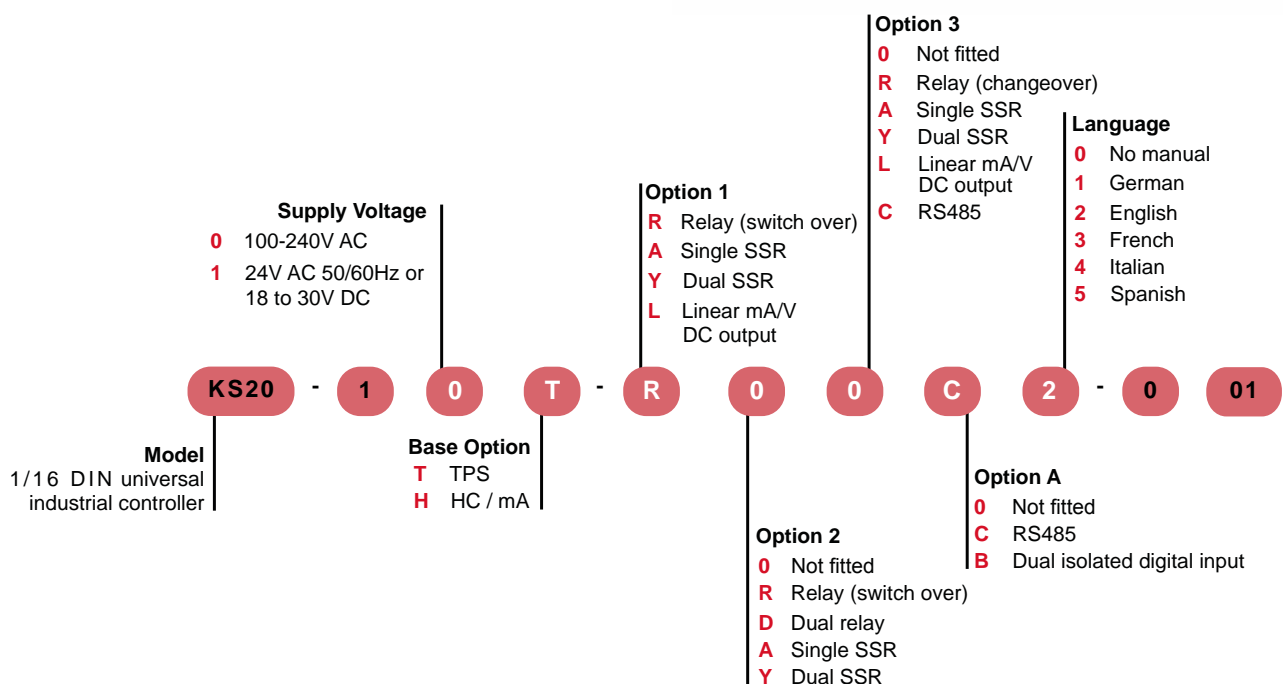 Option 3
0 Not fitted
R Relay (changeover)
A Single SSR
Y Dual SSR
L Linear mA/V
DC output
C RS485
Language
0 No manual
1 German
2 English
3 French
4 Italian
5 Spanish
Option 1
R Relay (switch over)
A Single SSR
Y Dual SSR
L Linear mA/V
DC output
Supply Voltage
0 100-240V AC
1 24V AC 50/60Hz or
18 to 30V DC
KS20 - 1 0 T - R 0 0 C 2 - 0 01
Model
1/16 DIN universal
industrial controller
Base Option
T TPS
H HC / mA
Option 2
0 Not fitted
R Relay (switch over)
D Dual relay
A Single SSR
Y Dual SSR
Option A
0 Not fitted
C RS485
B Dual isolated digital input